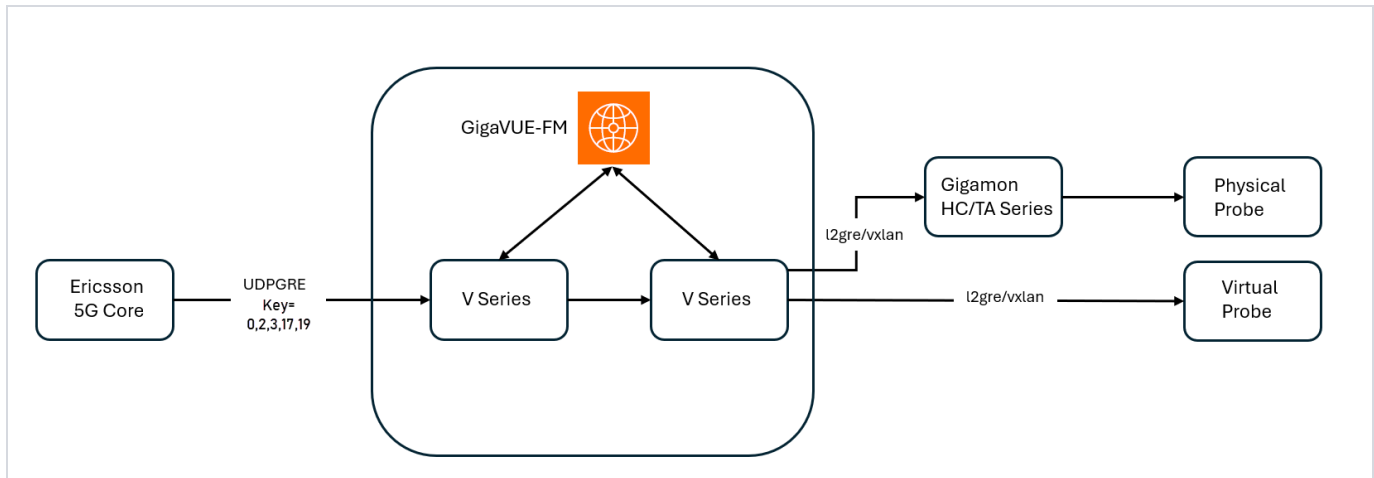 GigaVUE-FM
Ericsson
5G Core
UDPGRE
Key=
0,2,3,17,19
V Series
V Series
l2gre/vxlan
Gigamon
HC/TA Series
Physical
Probe
l2gre/vxlan
Virtual
Probe